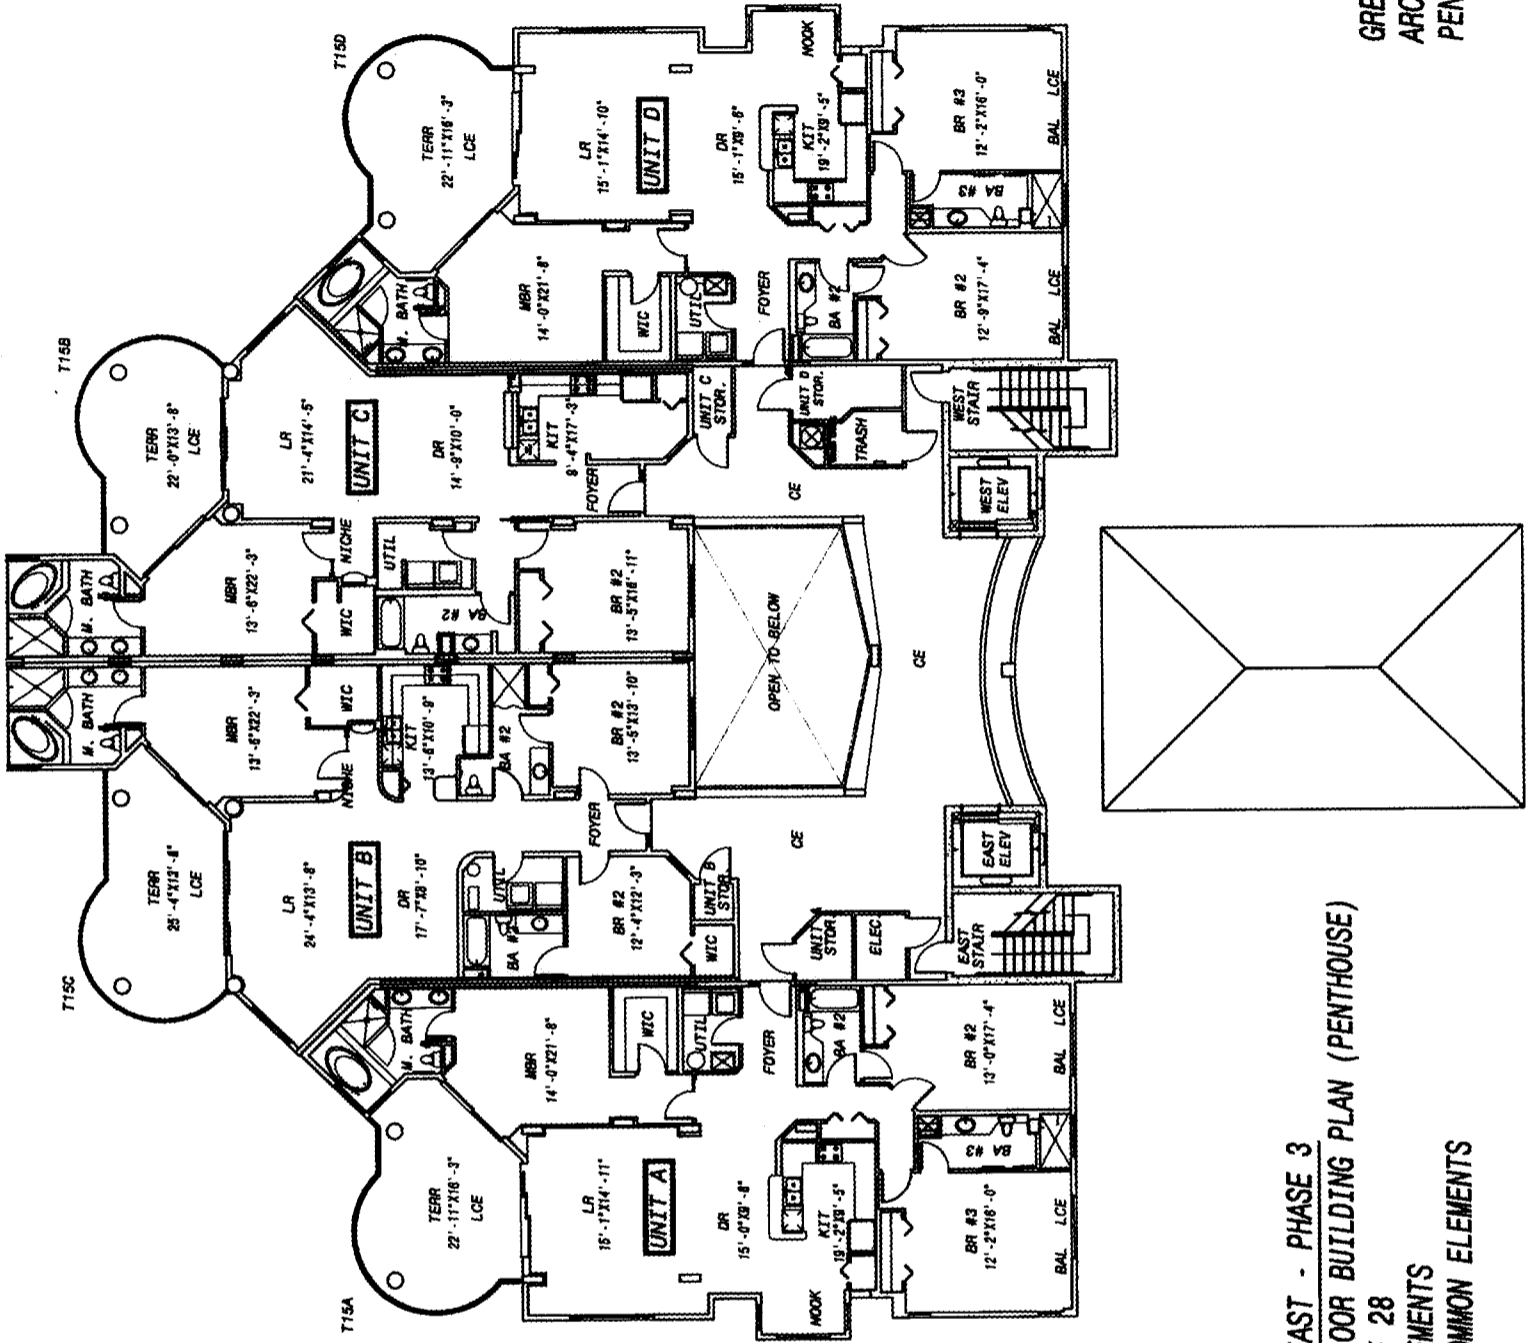 T15D
TERR
22'-11"X16'-3"
LCE
LR
15'-1"X14'-10"
UNIT D
DR
15'-1"X9'-6"
NOOK
KIT
19'-2"X9'-5"
BR #3
12'-2"X16'-0"
BAL LCE
BA #3
M. BATH
MBR
14'-0"X21'-8"
WIC
UTIL
FOYER
BA #2
BR #2
12'-9"X17'-4"
BAL LCE
T15B
TERR
22'-0"X13'-8"
LCE
LR
21'-4"X14'-5"
UNIT C
DR
14'-9"X10'-0"
KIT
8'-4"X17'-3"
FOYER
UNIT C
STOR.
UNIT D
STOR.
TRASH
WEST
STAIR
WEST
ELEV
CE
M. BATH
MBR
13'-6"X22'-3"
NICHE
WIC
UTIL
BA #2
BR #2
13'-5"X16'-11"
OPEN TO BELOW
CE
M. BATH
MBR
13'-6"X22'-3"
WIC
NICHE
KIT
13'-6"X10'-9"
BA #2
BR #2
13'-5"X13'-10"
T15C
TERR
25'-4"X13'-8"
LCE
LR
24'-4"X13'-8"
UNIT B
DR
17'-7"X8'-10"
FOYER
UTIL
BA #2
BR #2
12'-4"X12'-3"
UNIT B
STOR.
WIC
CE
EAST
ELEV
UNIT
STOR.
ELEC
EAST
STAIR
M. BATH
MBR
14'-0"X21'-8"
WIC
UTIL
FOYER
BA #2
BR #2
13'-0"X17'-4"
BAL LCE
T15A
TERR
22'-11"X16'-3"
LCE
LR
15'-1"X14'-11"
UNIT A
DR
15'-0"X9'-8"
NOOK
KIT
19'-2"X9'-5"
BA #3
BR #3
12'-2"X16'-0"
BAL LCE
AST - PHASE 3
OOR BUILDING PLAN (PENTHOUSE)
28
EMENTS
OMMON ELEMENTS
GRE
ARC
PEN